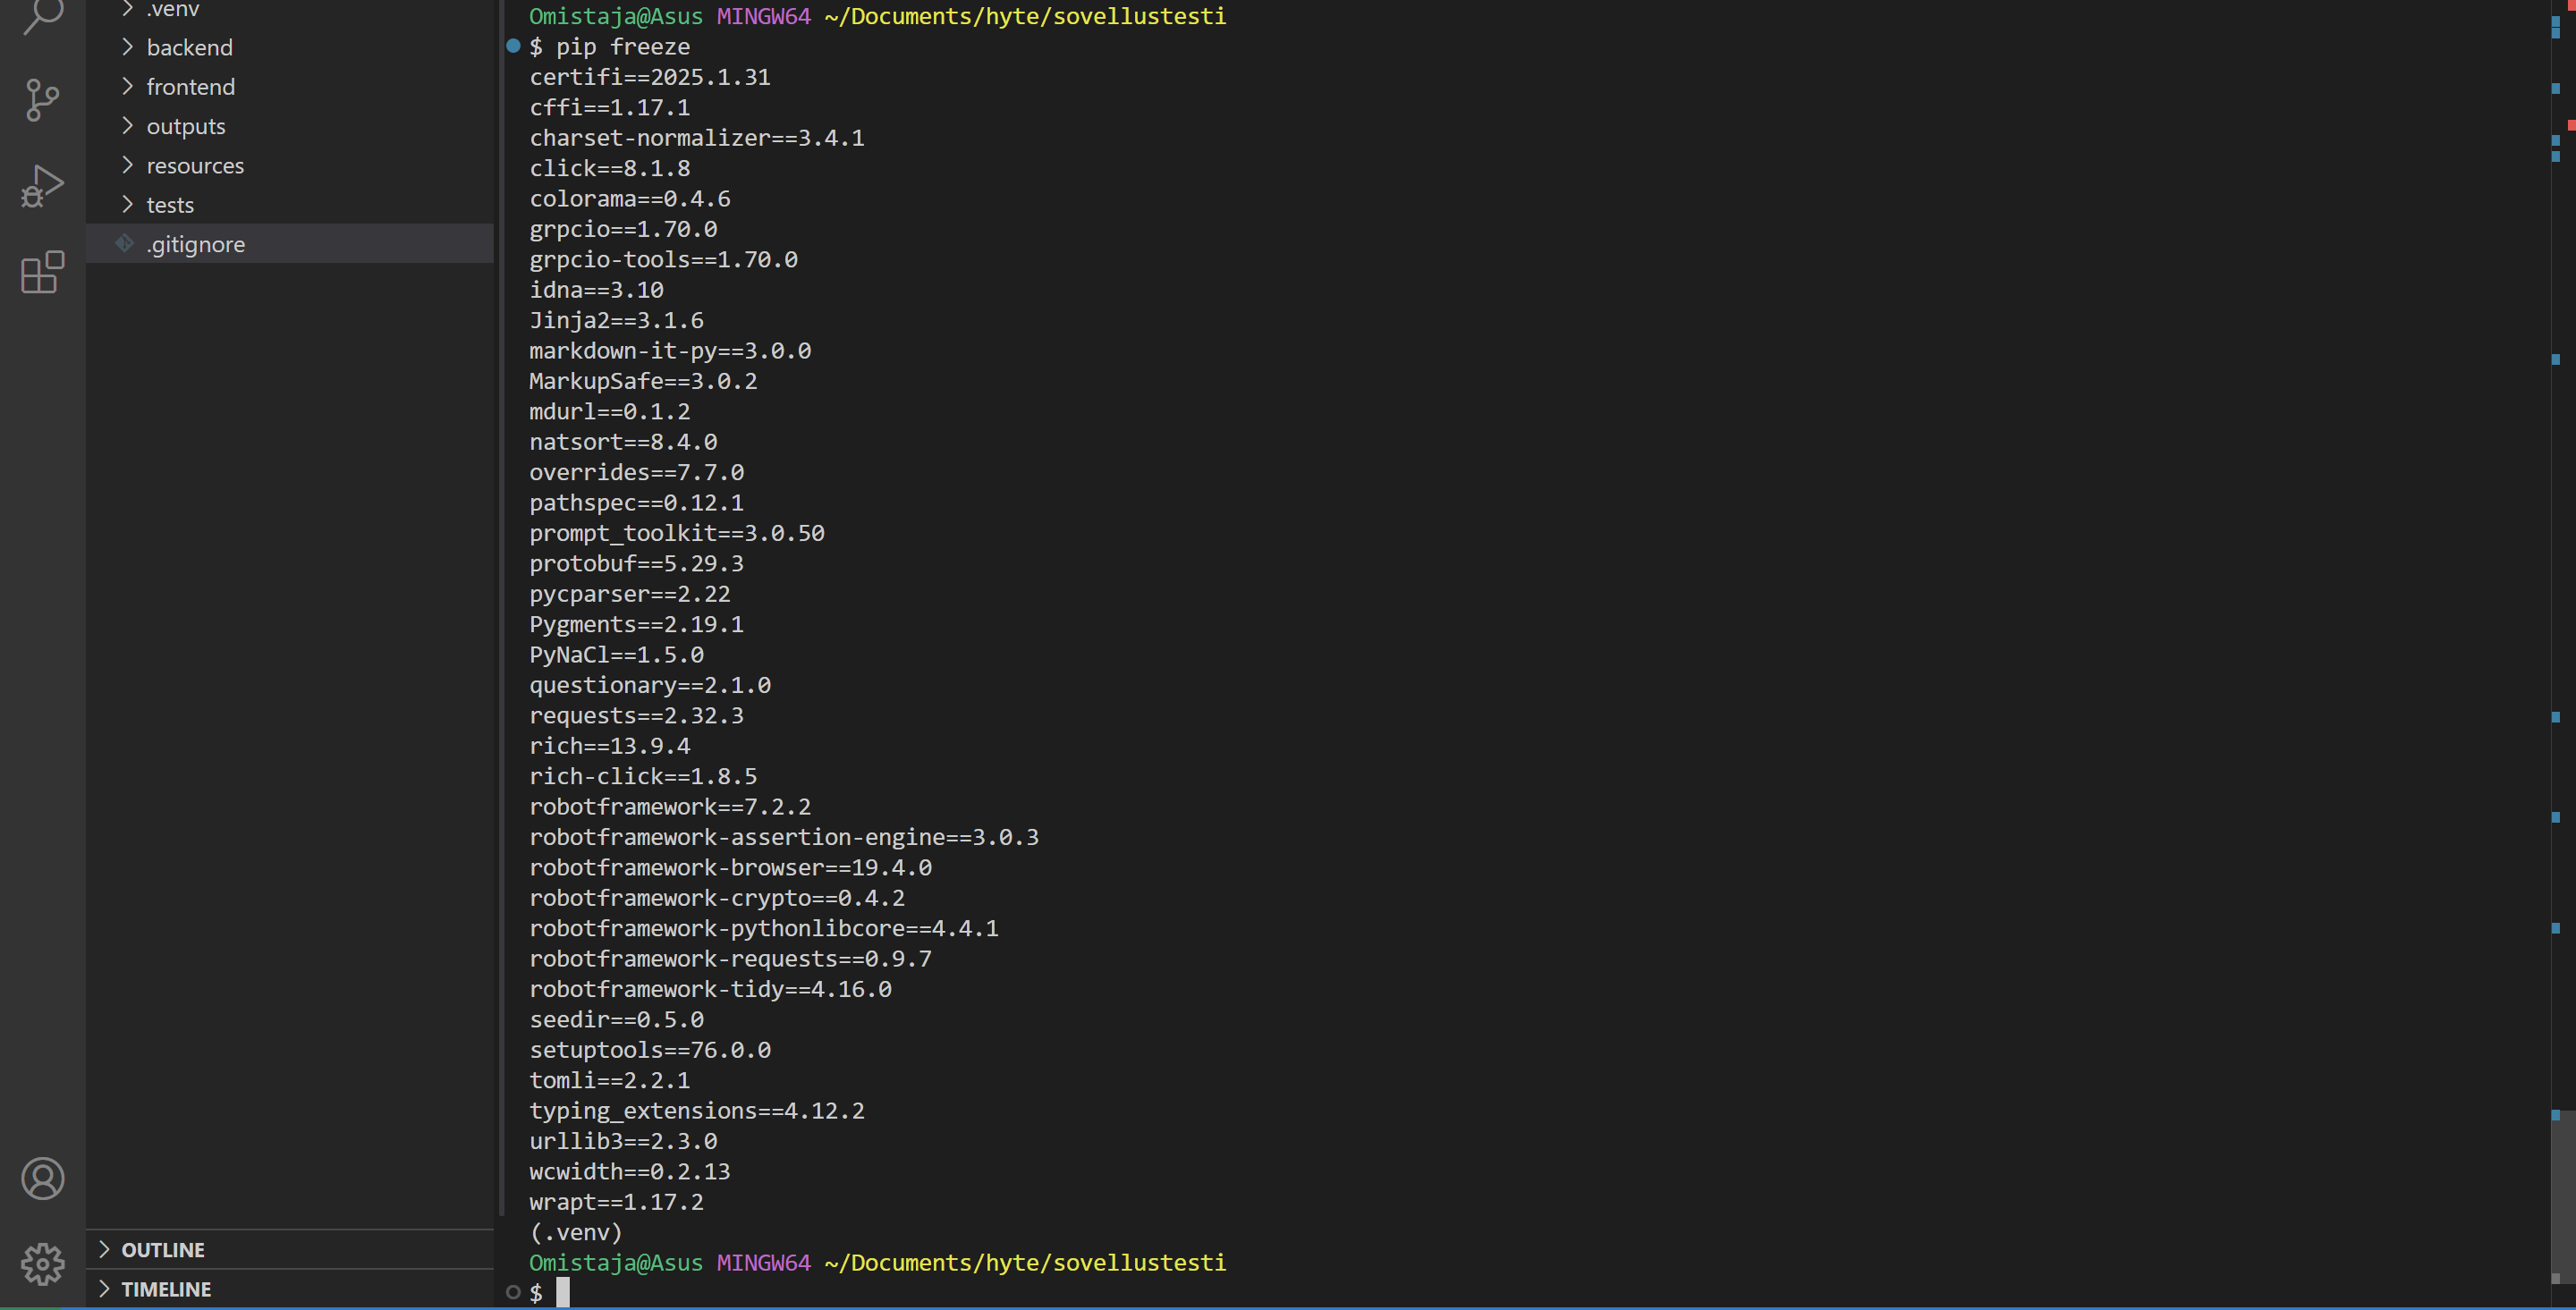 .venv
backend
frontend
outputs
resources
tests
.gitignore
OUTLINE
TIMELINE
Omistaja@Asus MINGW64 ~/Documents/hyte/sovellustesti
$ pip freeze
certifi==2025.1.31
cffi==1.17.1
charset-normalizer==3.4.1
click==8.1.8
colorama==0.4.6
grpcio==1.70.0
grpcio-tools==1.70.0
idna==3.10
Jinja2==3.1.6
markdown-it-py==3.0.0
MarkupSafe==3.0.2
mdurl==0.1.2
natsort==8.4.0
overrides==7.7.0
pathspec==0.12.1
prompt_toolkit==3.0.50
protobuf==5.29.3
pycparser==2.22
Pygments==2.19.1
PyNaCl==1.5.0
questionary==2.1.0
requests==2.32.3
rich==13.9.4
rich-click==1.8.5
robotframework==7.2.2
robotframework-assertion-engine==3.0.3
robotframework-browser==19.4.0
robotframework-crypto==0.4.2
robotframework-pythonlibcore==4.4.1
robotframework-requests==0.9.7
robotframework-tidy==4.16.0
seedir==0.5.0
setuptools==76.0.0
tomli==2.2.1
typing_extensions==4.12.2
urllib3==2.3.0
wcwidth==0.2.13
wrapt==1.17.2
(.venv)
Omistaja@Asus MINGW64 ~/Documents/hyte/sovellustesti
$